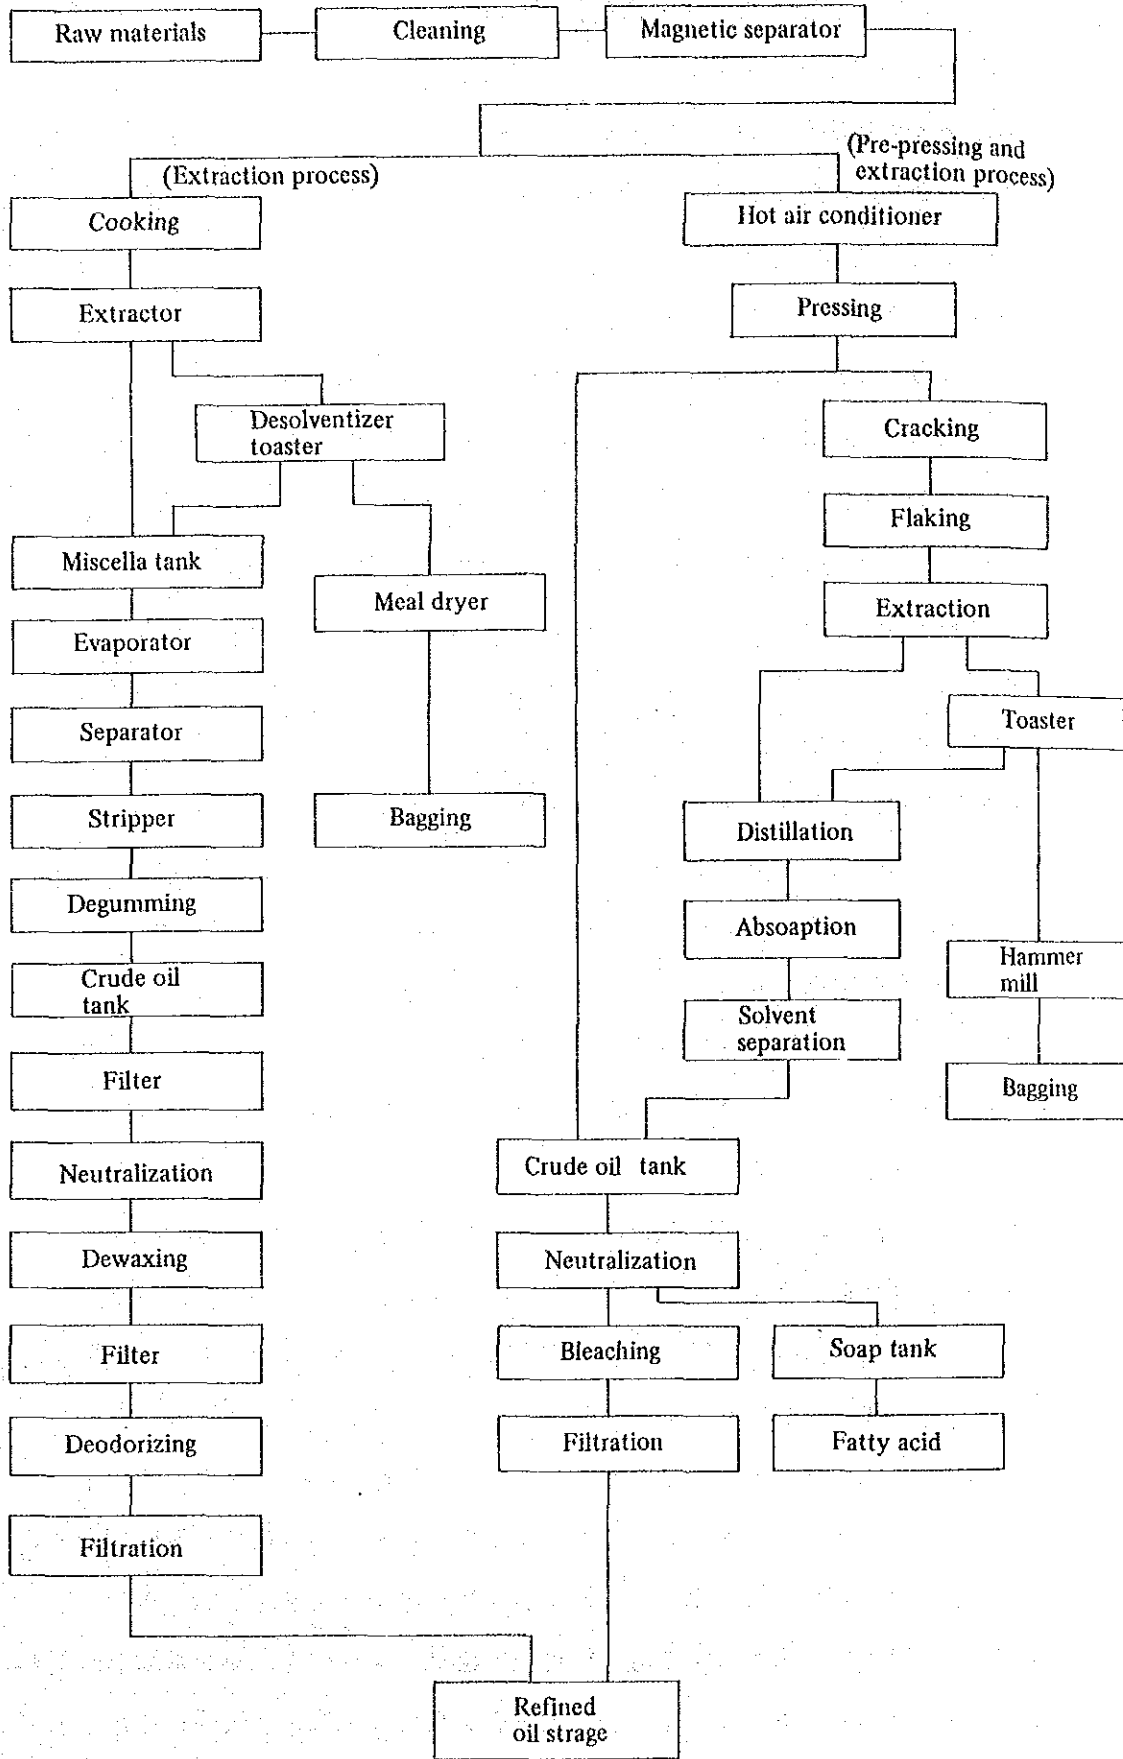 Raw materials
Cleaning
Magnetic separator
(Extraction process)
(Pre-pressing and
extraction process)
Cooking
Extractor
Desolventizer
toaster
Miscella tank
Meal dryer
Evaporator
Separator
Stripper
Bagging
Degumming
Crude oil
tank
Filter
Neutralization
Dewaxing
Filter
Deodorizing
Filtration
Hot air conditioner
Pressing
Cracking
Flaking
Extraction
Toaster
Distillation
Absoaption
Solvent
separation
Hammer
mill
Bagging
Crude oil tank
Neutralization
Bleaching
Soap tank
Filtration
Fatty acid
Refined
oil strage